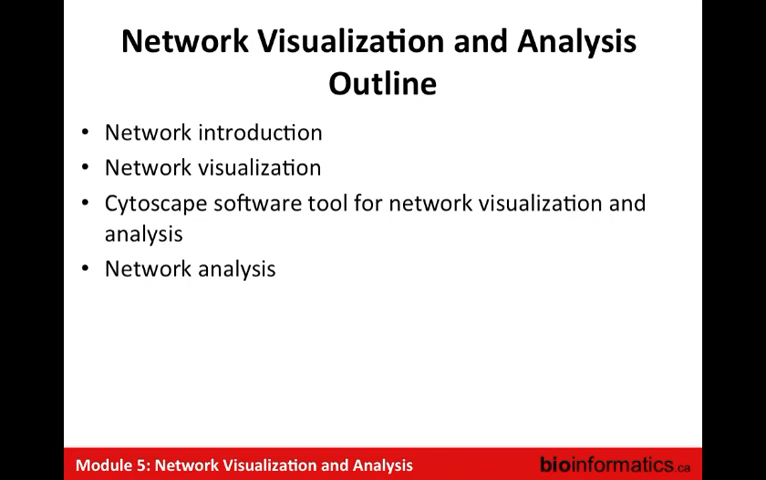 Network Visualization and Analysis
Outline
• Network introduction
• Network visualization
• Cytoscape software tool for network visualization and
analysis
• Network analysis
Module 5: Network Visualization and Analysis
bioinformatics.ca